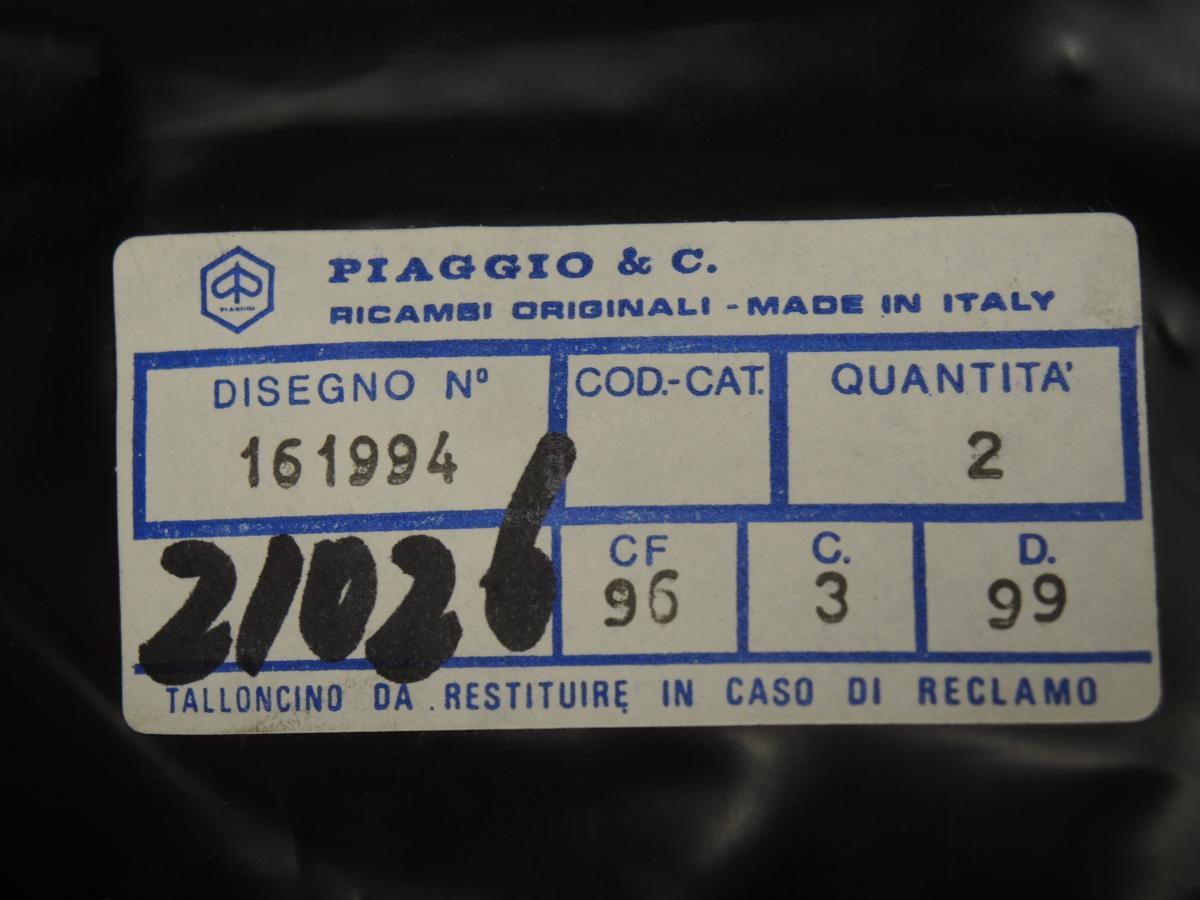 PIAGGIO & C.
PIAGGIO
RICAMBI ORIGINALI - MADE IN ITALY
DISEGNO Nº COD.-CAT. QUANTITA'
161994 2
21026 CF C. D.
96 3 99
TALLONCINO DA RESTITUIRE IN CASO DI RECLAMO